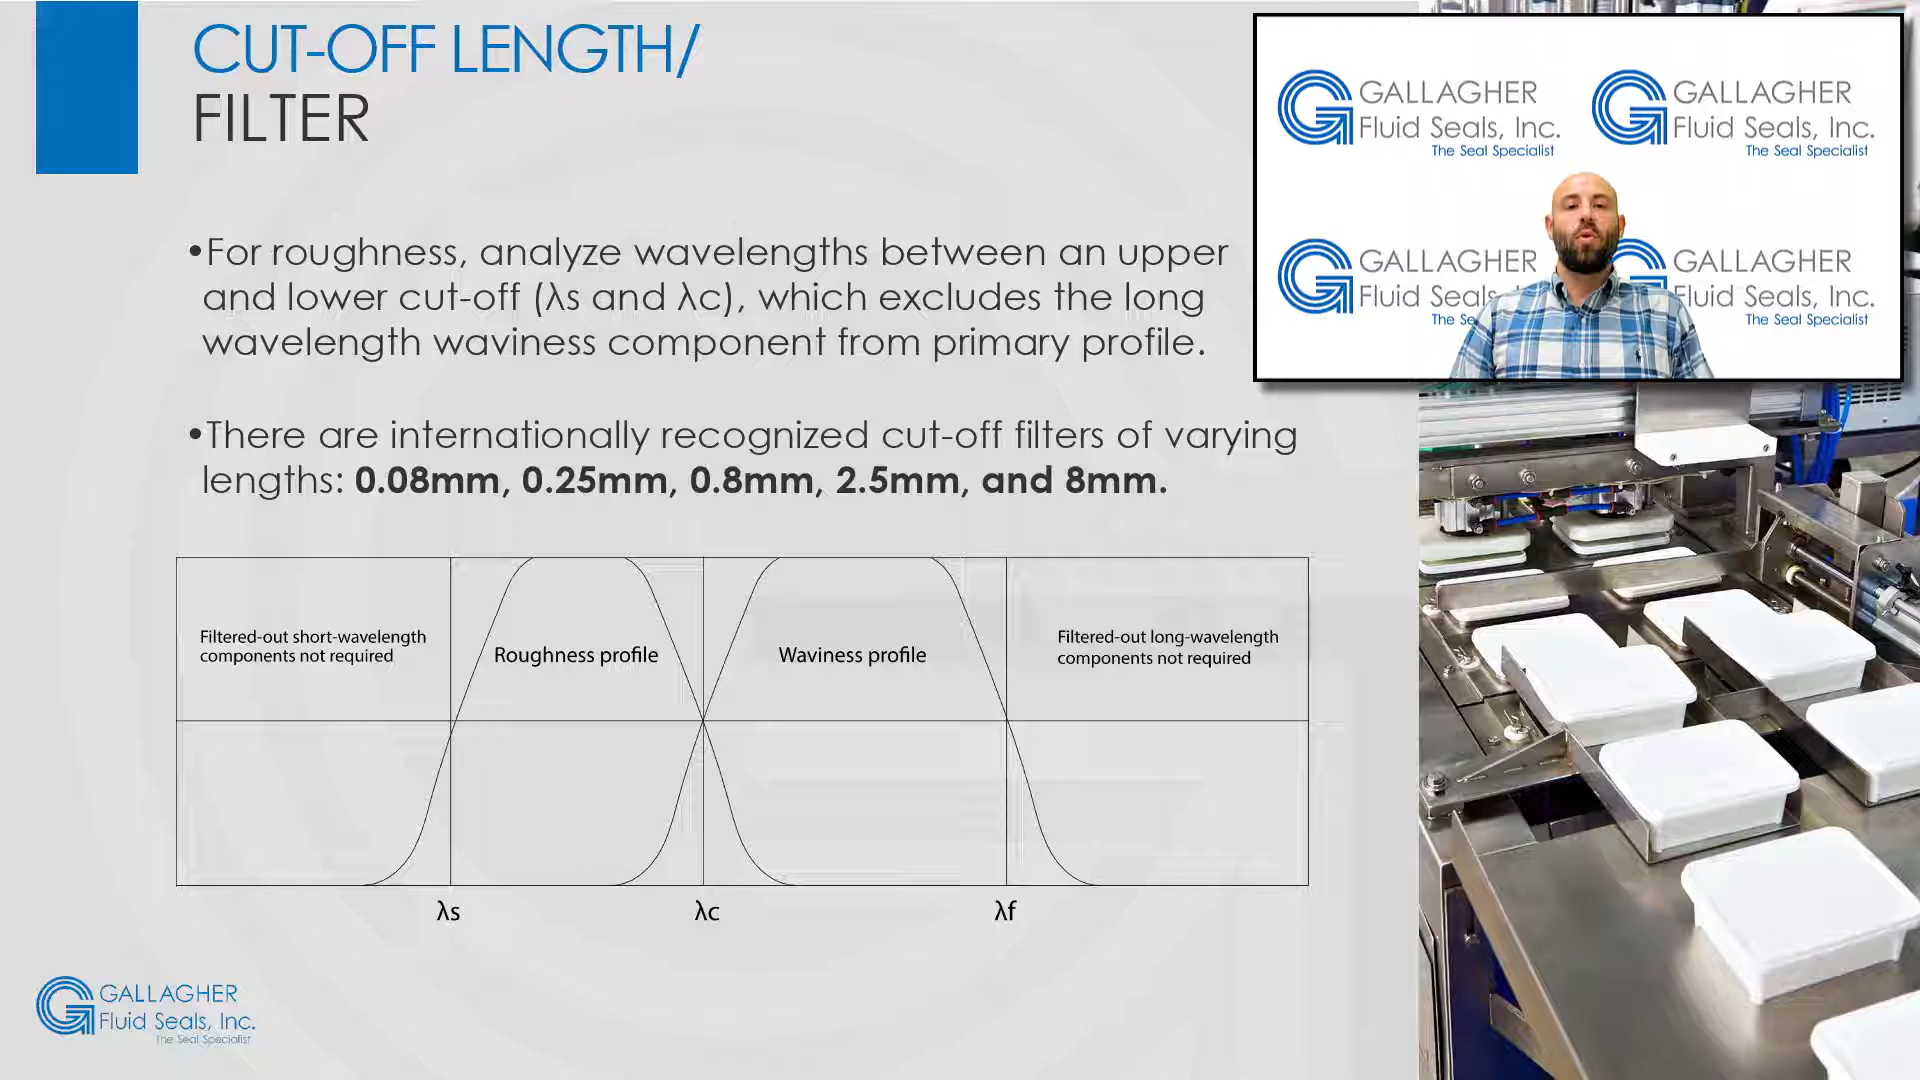 CUT-OFF LENGTH/
FILTER
•For roughness, analyze wavelengths between an upper
and lower cut-off (λs and λc), which excludes the long
wavelength waviness component from primary profile.
•There are internationally recognized cut-off filters of varying
lengths: 0.08mm, 0.25mm, 0.8mm, 2.5mm, and 8mm.
Filtered-out short-wavelength
components not required
Roughness profile
Waviness profile
Filtered-out long-wavelength
components not required
λs
λc
λf
GALLAGHER
Fluid Seals, Inc.
The Seal Specialist
GALLAGHER
Fluid Seals, Inc.
The Seal Specialist
GALLAGHER
Fluid Seals, Inc.
The Seal Specialist
GALLAGHER
Fluid Seals
The Se
GALLAGHER
Fluid Seals, Inc.
The Seal Specialist